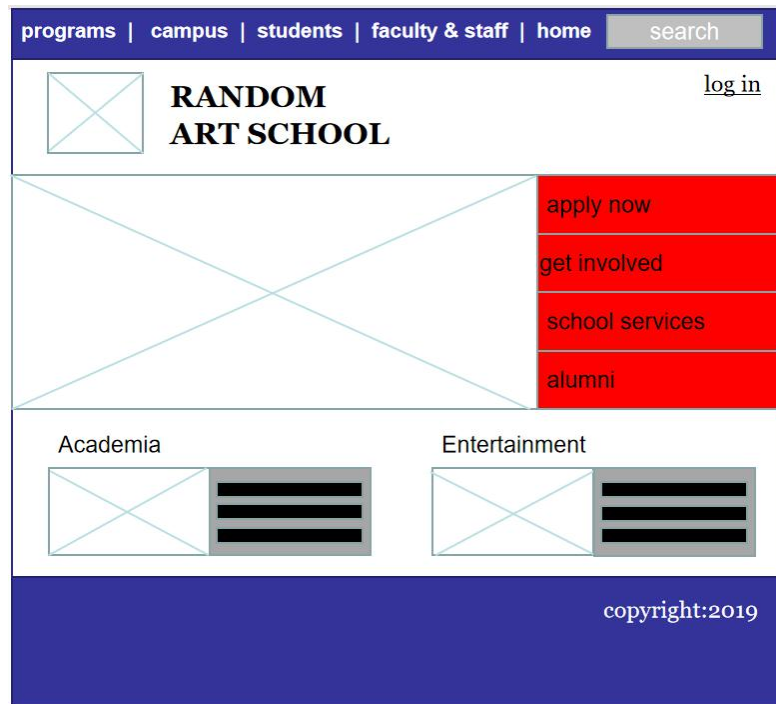 programs | campus | students | faculty & staff | home search
log in
RANDOM
ART SCHOOL
apply now
get involved
school services
alumni
Academia
Entertainment
copyright:2019